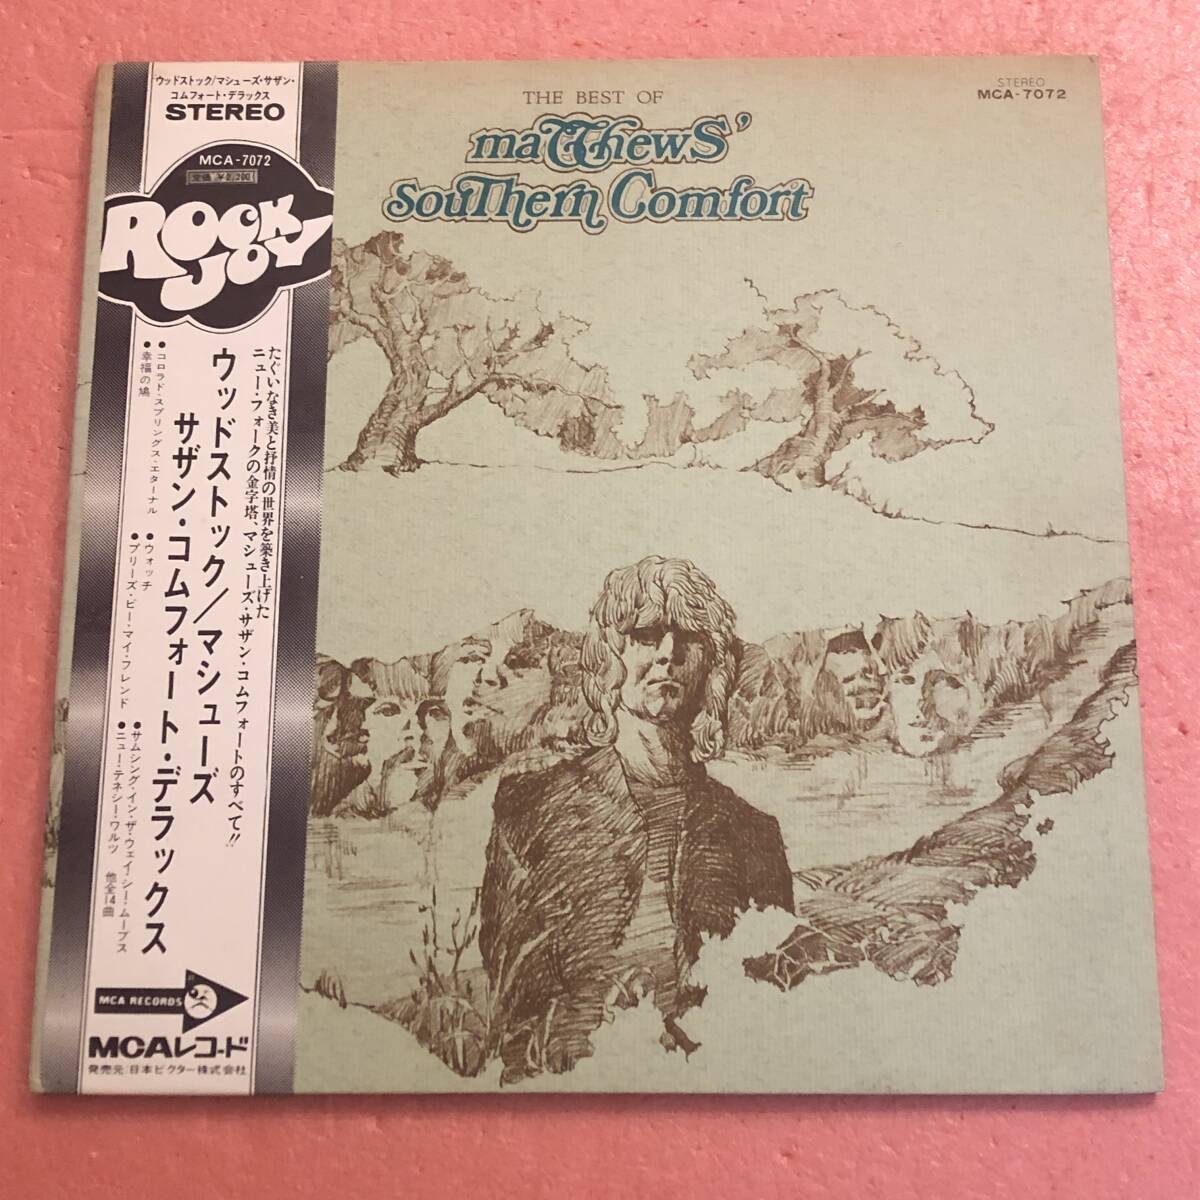 ウッドストック/マシューズ・サザン・
コムフォート・デラックス
STEREO
MCA-7072
定価 ¥2,200
ROCK
JOY
たぐいなき美と抒情の世界を築き上げた
ニュー・フォークの金字塔、マシューズ・サザン・コムフォートのすべて!!
ウッドストック/マシューズ
サザン・コムフォート・デラックス
●コロラド・スプリングス・エターナル
●幸福の鳩
●ウォッチ
●プリーズ・ビー・マイ・フレンド
●サムシング・イン・ザ・ウェイ・シー・ムーブス
●ニュー・テネシー・ワルツ
他全14曲
MCA RECORDS
MCAレコード
発売元:日本ビクター株式会社
THE BEST OF
maTThewS'
SouThern Comfort
STEREO
MCA-7072